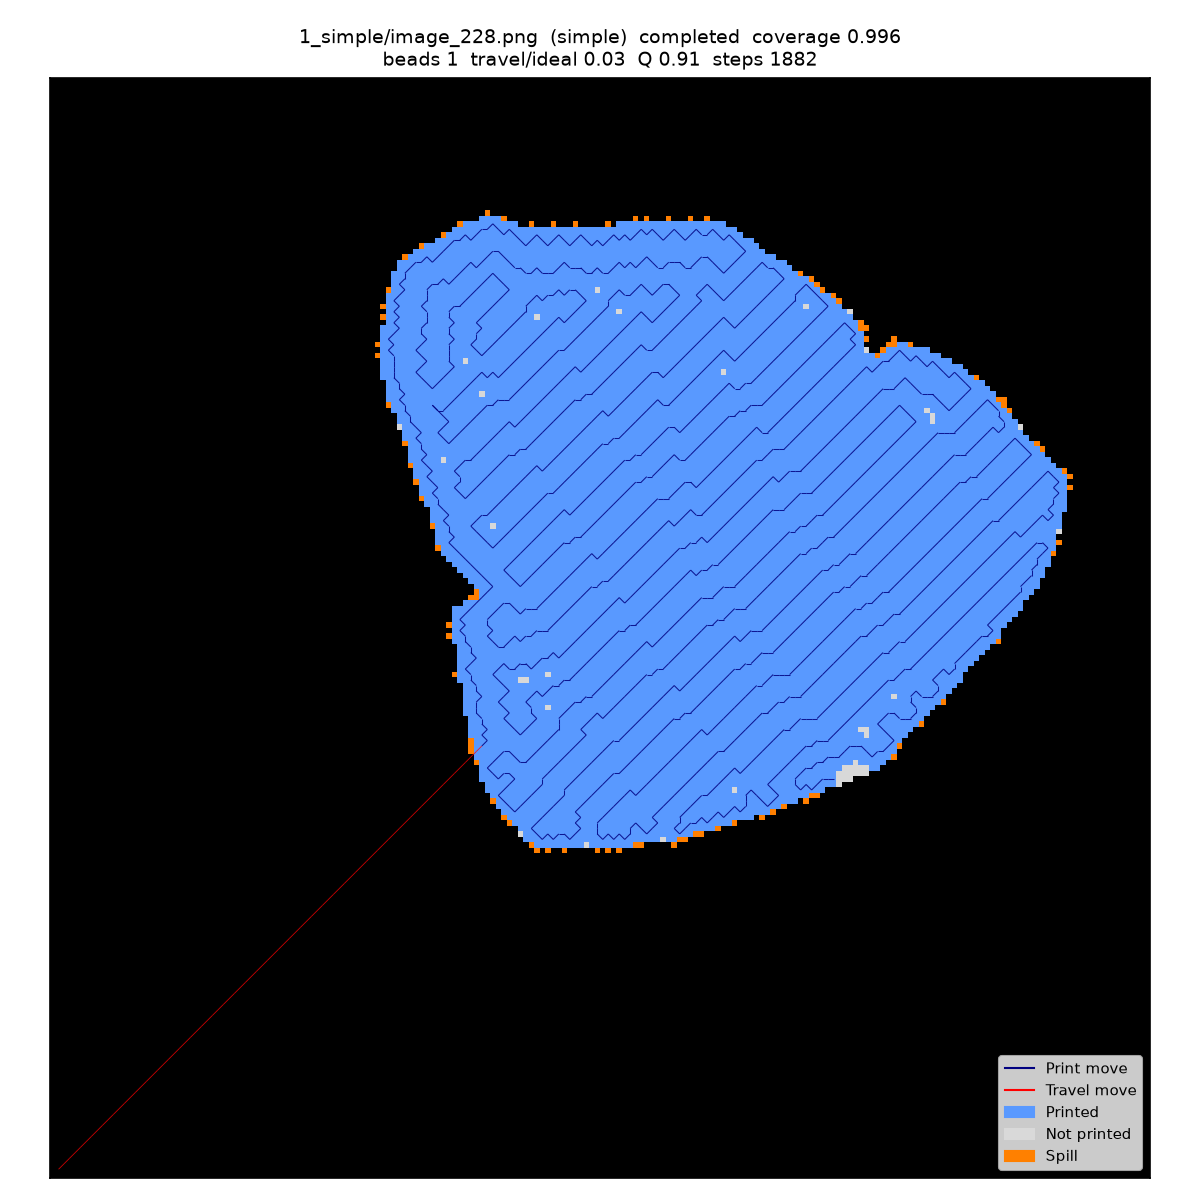 1_simple/image_228.png  (simple)  completed  coverage 0.996
beads 1  travel/ideal 0.03  Q 0.91  steps 1882
Print move
Travel move
Printed
Not printed
Spill